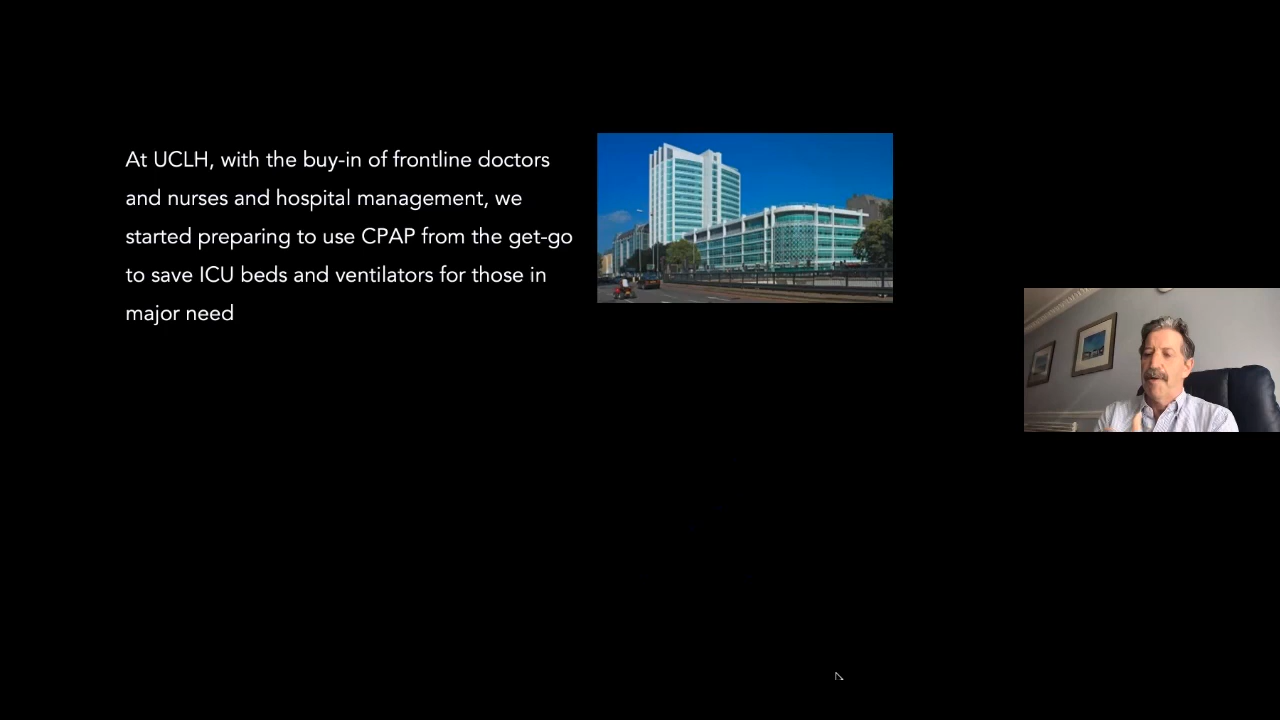 At UCLH, with the buy-in of frontline doctors
and nurses and hospital management, we
started preparing to use CPAP from the get-go
to save ICU beds and ventilators for those in
major need